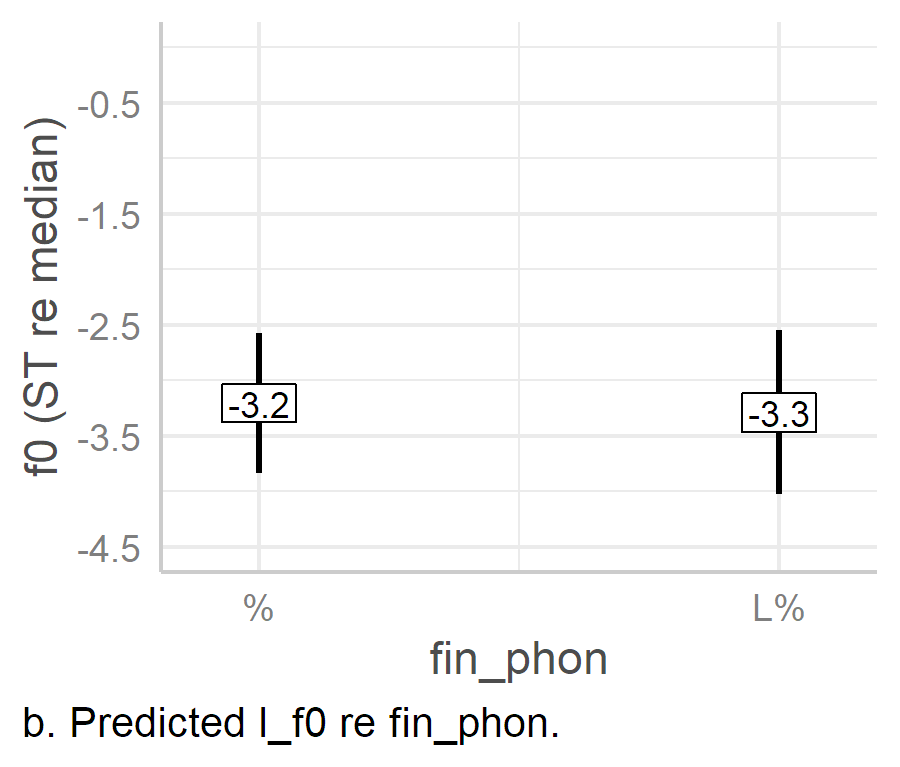 f0 (ST re median)
-0.5
-1.5
-2.5
-3.5
-4.5
-3.2
-3.3
%
L%
fin_phon
b. Predicted l_f0 re fin_phon.